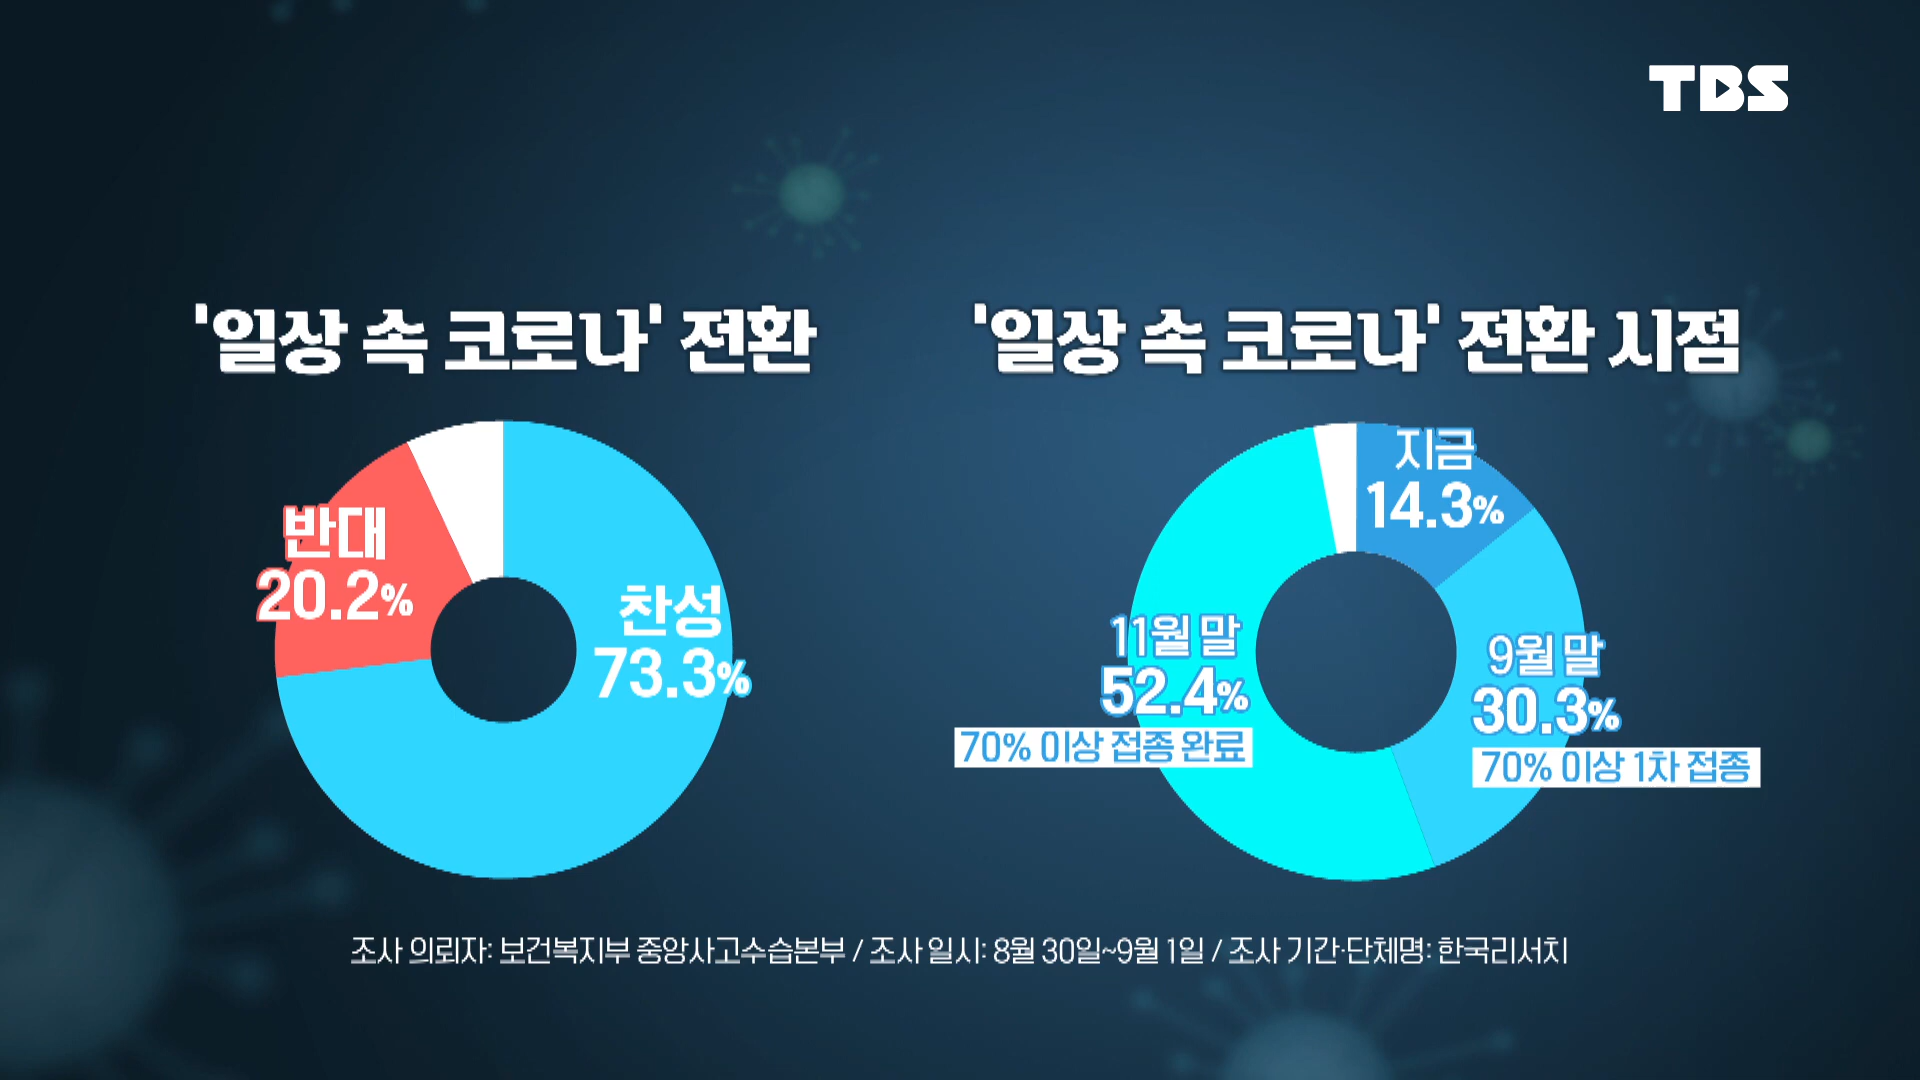 TBS
'일상 속 코로나' 전환
'일상 속 코로나' 전환 시점
반대
20.2%
찬성
73.3%
지금
14.3%
11월 말
52.4%
70% 이상 접종 완료
9월 말
30.3%
70% 이상 1차 접종
조사 의뢰자: 보건복지부 중앙사고수습본부 / 조사 일시: 8월 30일~9월 1일 / 조사 기간·단체명: 한국리서치